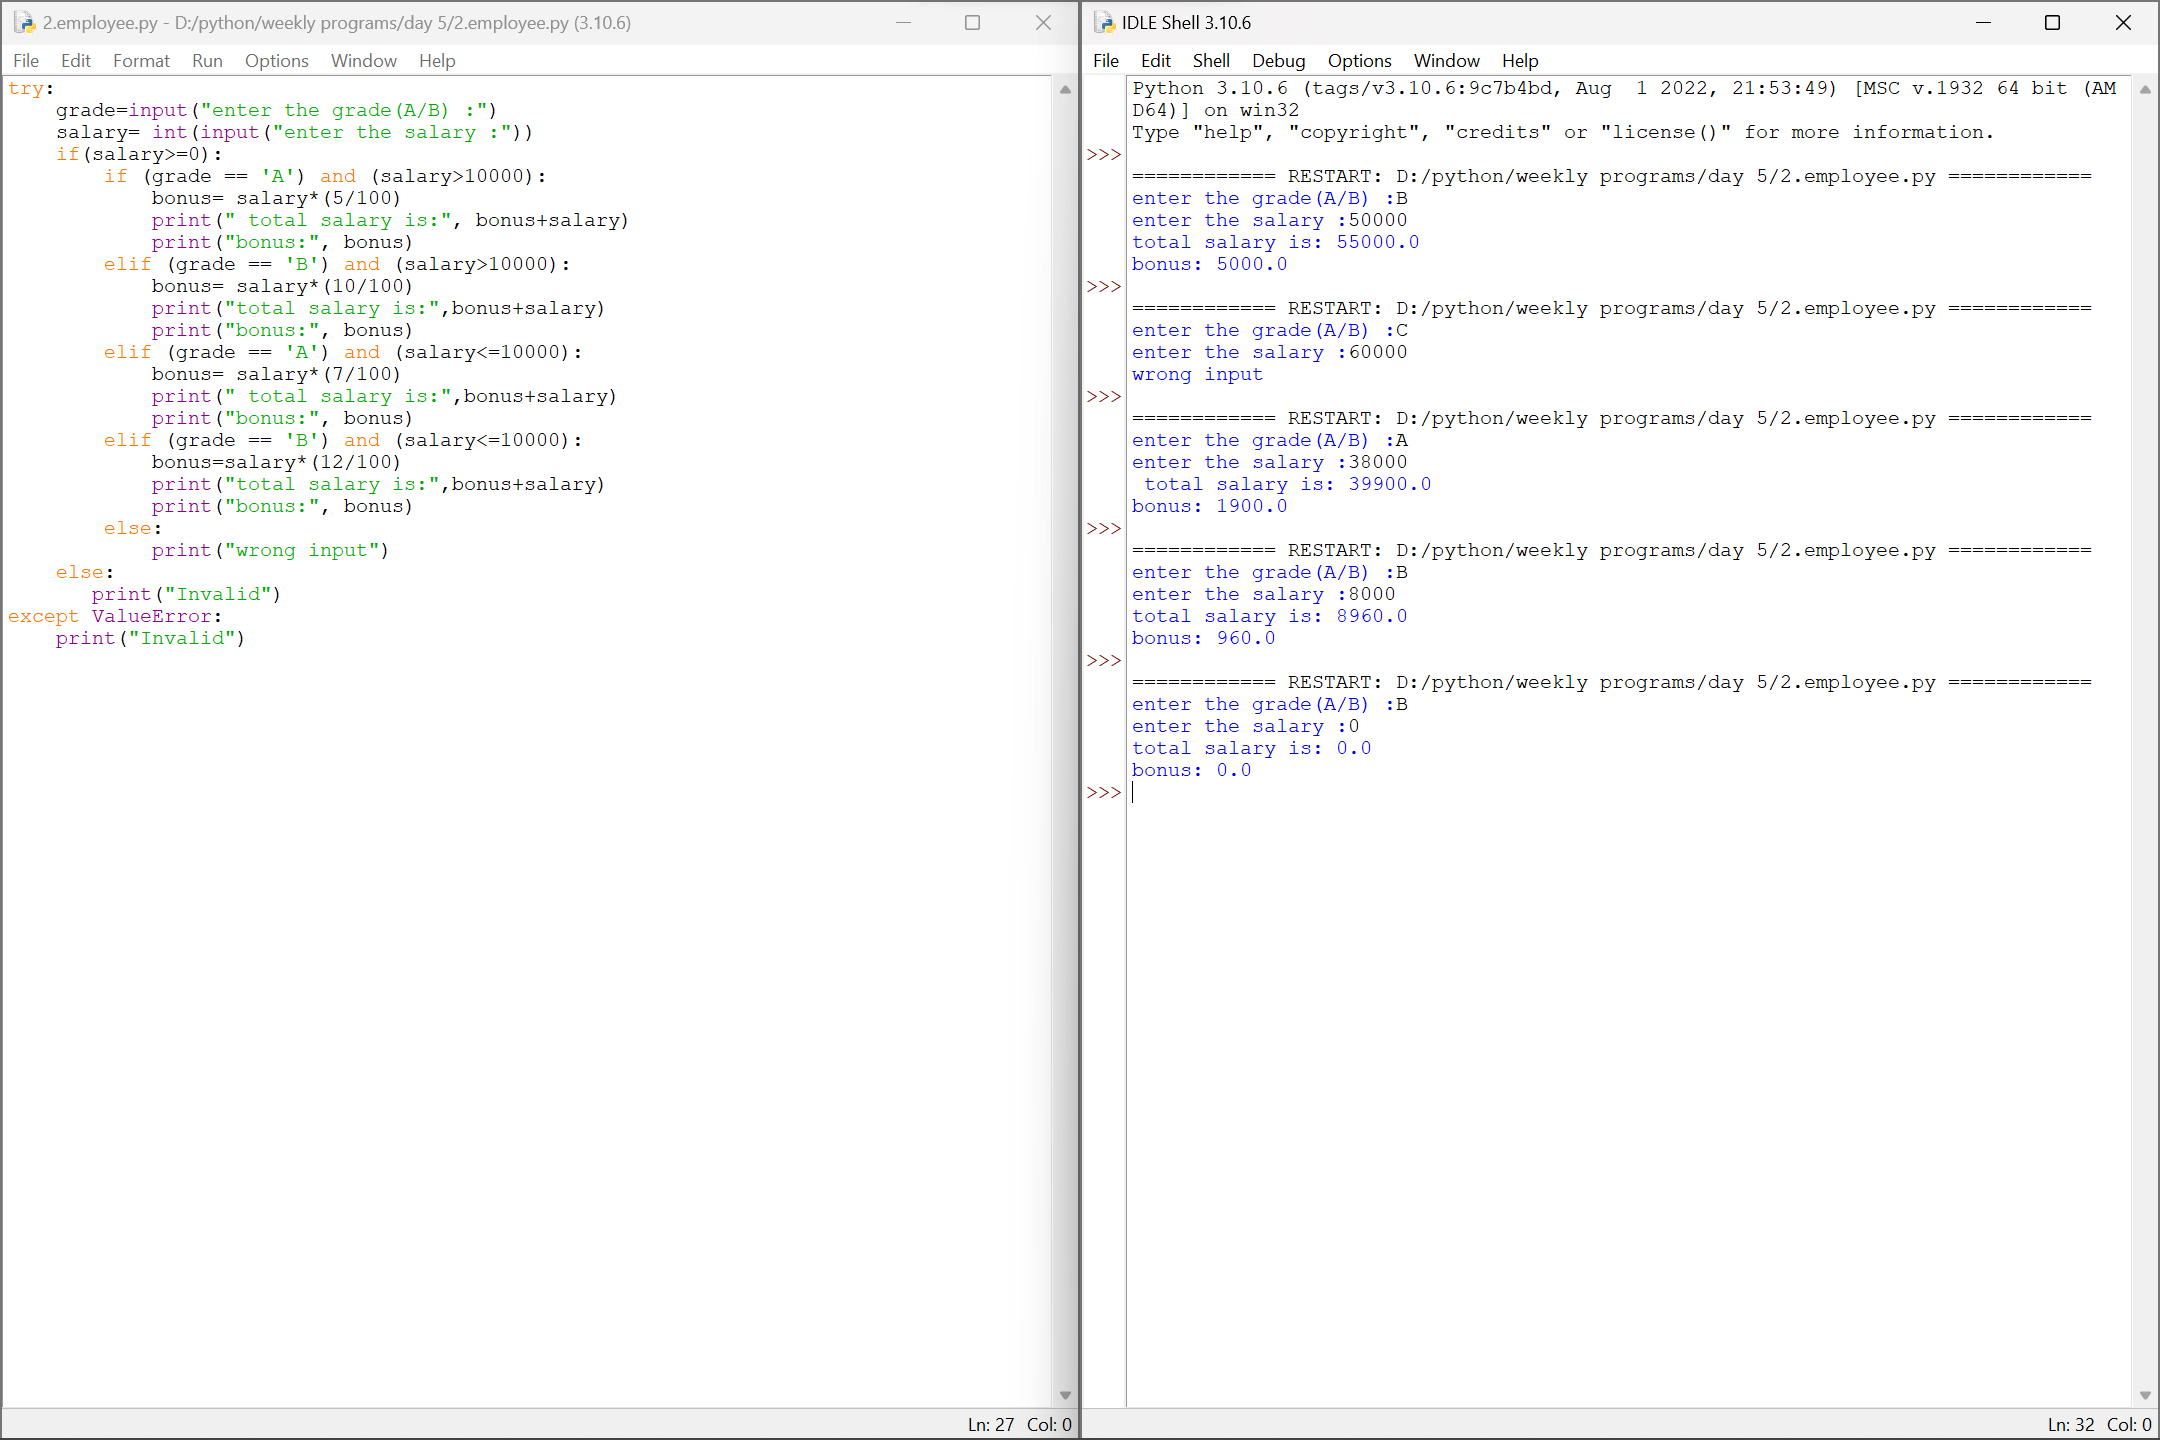 2.employee.py - D:/python/weekly programs/day 5/2.employee.py (3.10.6)
File Edit Format Run Options Window Help
try:
    grade=input("enter the grade(A/B) :")
    salary= int(input("enter the salary :"))
    if(salary>=0):
        if (grade == 'A') and (salary>10000):
            bonus= salary*(5/100)
            print(" total salary is:", bonus+salary)
            print("bonus:", bonus)
        elif (grade == 'B') and (salary>10000):
            bonus= salary*(10/100)
            print("total salary is:",bonus+salary)
            print("bonus:", bonus)
        elif (grade == 'A') and (salary<=10000):
            bonus= salary*(7/100)
            print(" total salary is:",bonus+salary)
            print("bonus:", bonus)
        elif (grade == 'B') and (salary<=10000):
            bonus=salary*(12/100)
            print("total salary is:",bonus+salary)
            print("bonus:", bonus)
        else:
            print("wrong input")
    else:
       print("Invalid")
except ValueError:
    print("Invalid")
Ln: 27 Col: 0
IDLE Shell 3.10.6
File Edit Shell Debug Options Window Help
Python 3.10.6 (tags/v3.10.6:9c7b4bd, Aug  1 2022, 21:53:49) [MSC v.1932 64 bit (AM
D64)] on win32
Type "help", "copyright", "credits" or "license()" for more information.
>>>
============ RESTART: D:/python/weekly programs/day 5/2.employee.py ============
enter the grade(A/B) :B
enter the salary :50000
total salary is: 55000.0
bonus: 5000.0
>>>
============ RESTART: D:/python/weekly programs/day 5/2.employee.py ============
enter the grade(A/B) :C
enter the salary :60000
wrong input
>>>
============ RESTART: D:/python/weekly programs/day 5/2.employee.py ============
enter the grade(A/B) :A
enter the salary :38000
 total salary is: 39900.0
bonus: 1900.0
>>>
============ RESTART: D:/python/weekly programs/day 5/2.employee.py ============
enter the grade(A/B) :B
enter the salary :8000
total salary is: 8960.0
bonus: 960.0
>>>
============ RESTART: D:/python/weekly programs/day 5/2.employee.py ============
enter the grade(A/B) :B
enter the salary :0
total salary is: 0.0
bonus: 0.0
>>>
Ln: 32 Col: 0